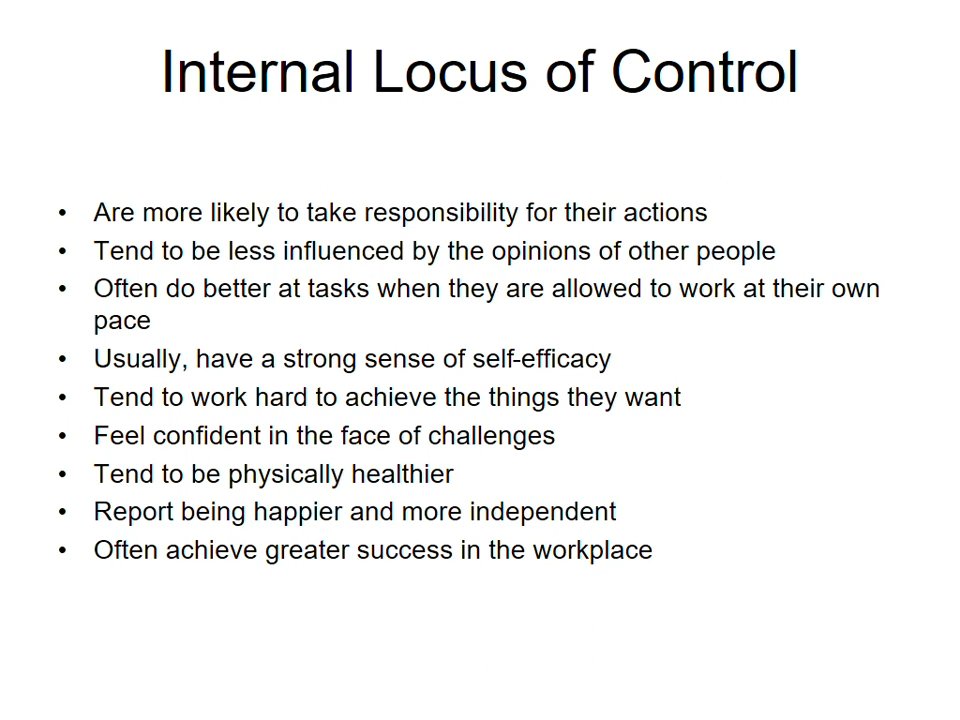 Internal Locus of Control
• Are more likely to take responsibility for their actions
• Tend to be less influenced by the opinions of other people
• Often do better at tasks when they are allowed to work at their own
pace
• Usually, have a strong sense of self-efficacy
• Tend to work hard to achieve the things they want
• Feel confident in the face of challenges
• Tend to be physically healthier
• Report being happier and more independent
• Often achieve greater success in the workplace